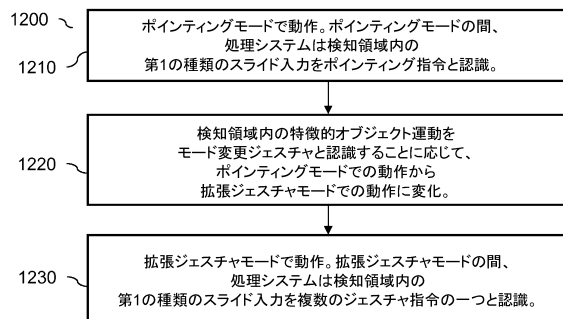 1200
1210
ポインティングモードで動作。ポインティングモードの間、
処理システムは検知領域内の
第1の種類のスライド入力をポインティング指令と認識。
1220
検知領域内の特徴的オブジェクト運動を
モード変更ジェスチャと認識することに応じて、
ポインティングモードでの動作から
拡張ジェスチャモードでの動作に変化。
1230
拡張ジェスチャモードで動作。拡張ジェスチャモードの間、
処理システムは検知領域内の
第1の種類のスライド入力を複数のジェスチャ指令の一つと認識。